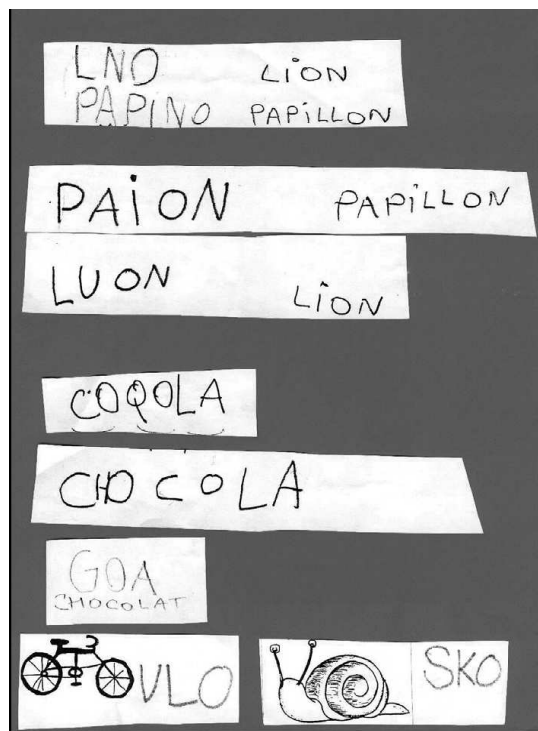 LNO LION
PAPINO PAPILLON
PAION PAPILLON
LUON LION
COQOLA
CHOCOLA
GOA
CHOCOLAT
VLO SKO